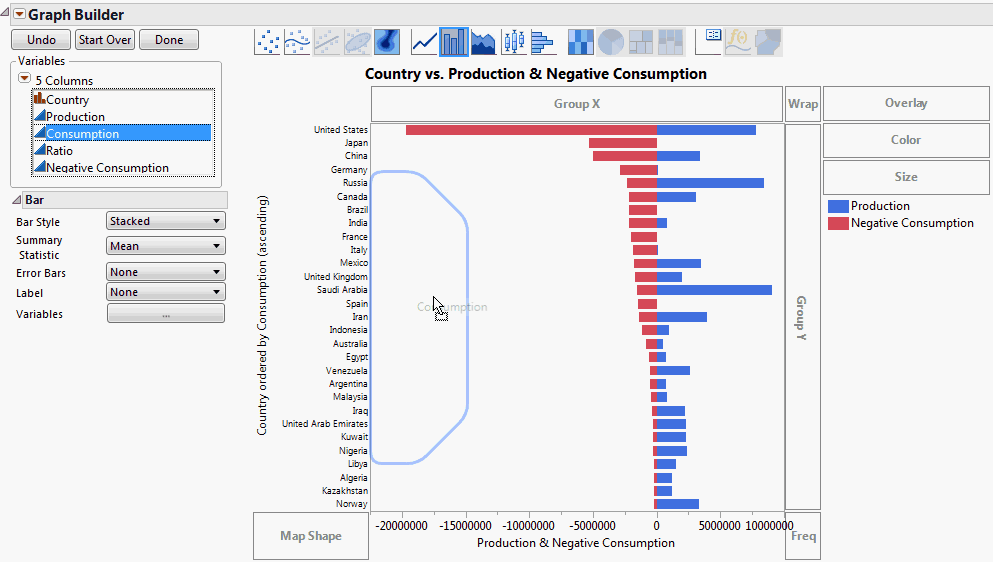 Graph Builder
Undo
Start Over
Done
Variables
5 Columns
Country
Production
Consumption
Ratio
Negative Consumption
Bar
Bar Style
Stacked
Summary
Statistic
Mean
Error Bars
None
Label
None
Variables
...
Country vs. Production & Negative Consumption
Group X
Wrap
Overlay
Color
Size
Production
Negative Consumption
Country ordered by Consumption (ascending)
United States
Japan
China
Germany
Russia
Canada
Brazil
India
France
Italy
Mexico
United Kingdom
Saudi Arabia
Spain
Iran
Indonesia
Australia
Egypt
Venezuela
Argentina
Malaysia
Iraq
United Arab Emirates
Kuwait
Nigeria
Libya
Algeria
Kazakhstan
Norway
Consumption
Group Y
-20000000 -15000000 -10000000 -5000000 0 5000000 10000000
Production & Negative Consumption
Map Shape
Freq